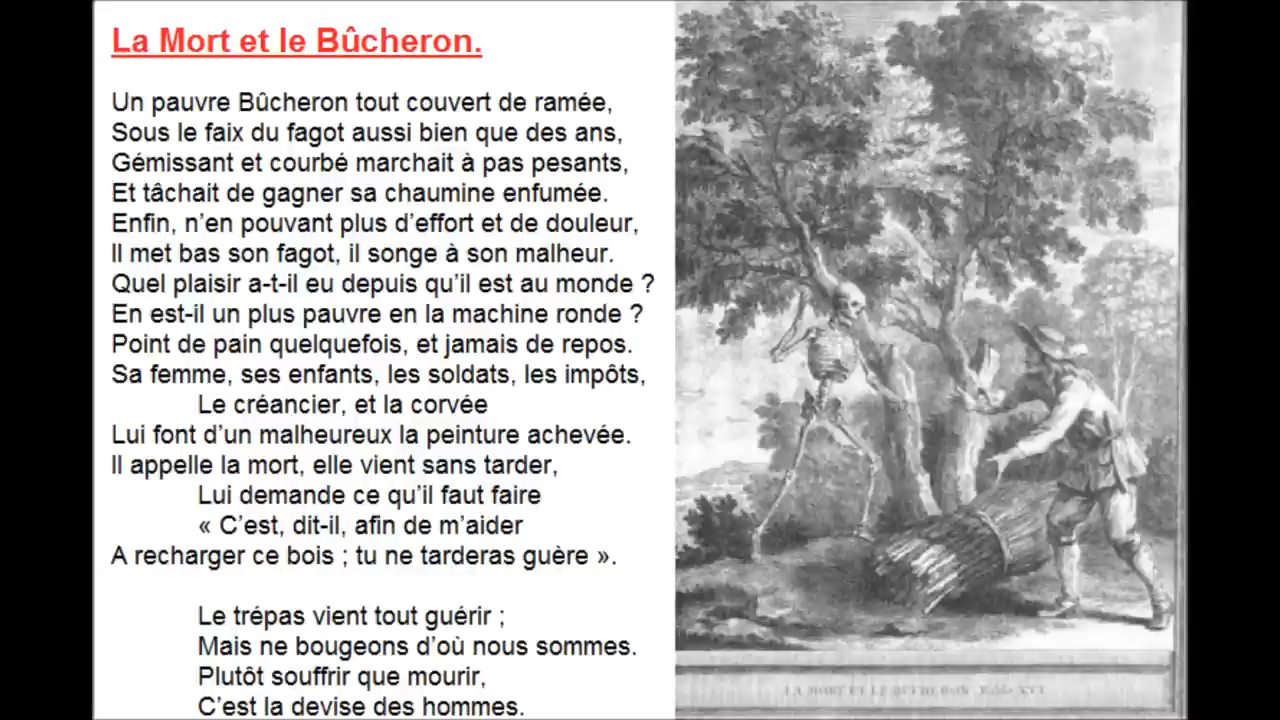 La Mort et le Bûcheron.
Un pauvre Bûcheron tout couvert de ramée,
Sous le faix du fagot aussi bien que des ans,
Gémissant et courbé marchait à pas pesants,
Et tâchait de gagner sa chaumine enfumée.
Enfin, n’en pouvant plus d’effort et de douleur,
Il met bas son fagot, il songe à son malheur.
Quel plaisir a-t-il eu depuis qu’il est au monde ?
En est-il un plus pauvre en la machine ronde ?
Point de pain quelquefois, et jamais de repos.
Sa femme, ses enfants, les soldats, les impôts,
Le créancier, et la corvée
Lui font d’un malheureux la peinture achevée.
Il appelle la mort, elle vient sans tarder,
Lui demande ce qu’il faut faire
« C’est, dit-il, afin de m’aider
A recharger ce bois ; tu ne tarderas guère ».
Le trépas vient tout guérir ;
Mais ne bougeons d’où nous sommes.
Plutôt souffrir que mourir,
C’est la devise des hommes.
LA MORT ET LE BUCHERON. Fable XVI.